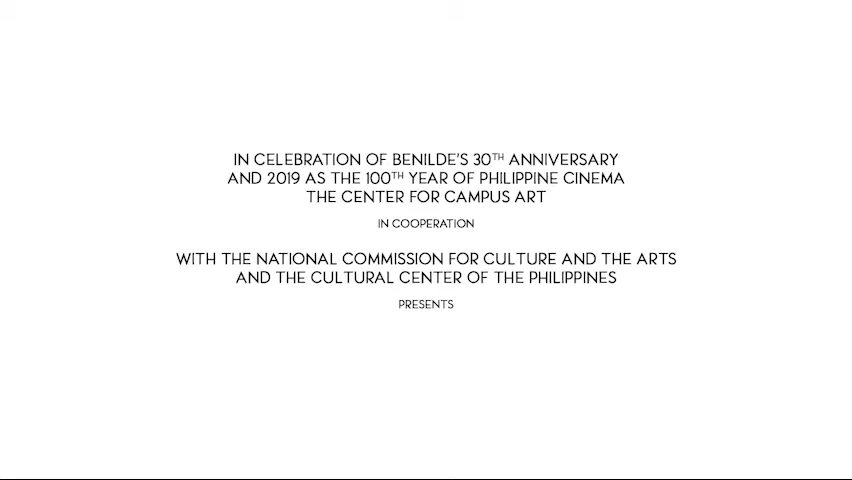 IN CELEBRATION OF BENILDE'S 30TH ANNIVERSARY
AND 2019 AS THE 100TH YEAR OF PHILIPPINE CINEMA
THE CENTER FOR CAMPUS ART
IN COOPERATION
WITH THE NATIONAL COMMISSION FOR CULTURE AND THE ARTS
AND THE CULTURAL CENTER OF THE PHILIPPINES
PRESENTS